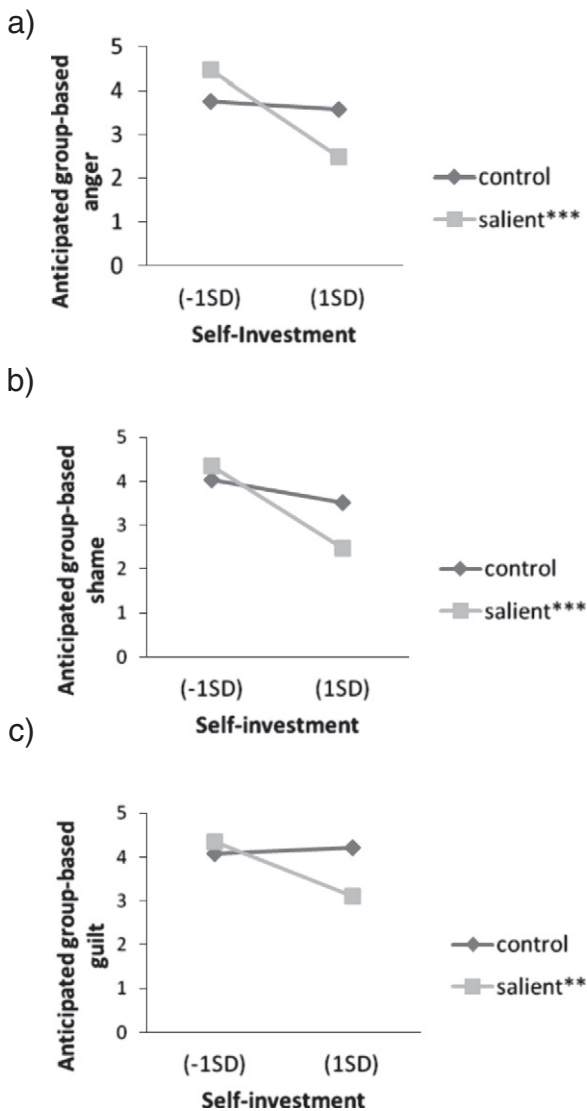 a)
Anticipated group-based
anger
5
4
3
2
1
0
(-1SD) (1SD)
Self-Investment
control
salient***
b)
Anticipated group-based
shame
5
4
3
2
1
0
(-1SD) (1SD)
Self-investment
control
salient***
c)
Anticipated group-based
guilt
5
4
3
2
1
0
(-1SD) (1SD)
Self-investment
control
salient**